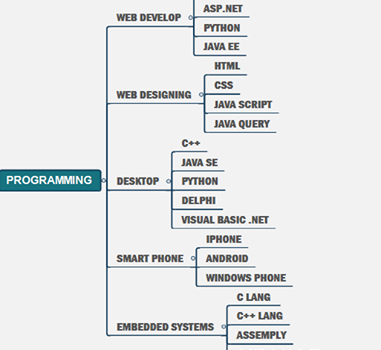 ASP.NET
WEB DEVELOP
PYTHON
JAVA EE
HTML
CSS
WEB DESIGNING
JAVA SCRIPT
JAVA QUERY
C++
JAVA SE
PROGRAMMING
DESKTOP
PYTHON
DELPHI
VISUAL BASIC .NET
IPHONE
SMART PHONE
ANDROID
WINDOWS PHONE
C LANG
C++ LANG
EMBEDDED SYSTEMS
ASSEMPLY